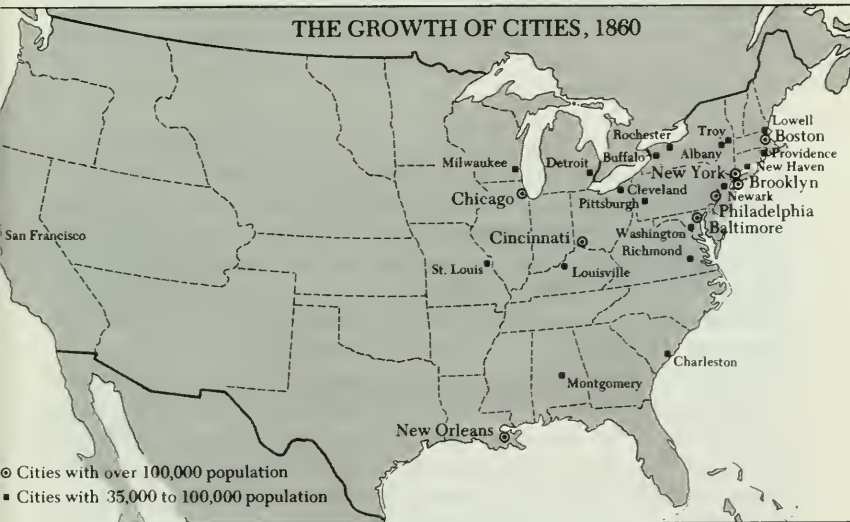 THE GROWTH OF CITIES, 1860
Lowell
Boston
Rochester
Troy
Providence
Albany
Buffalo
New Haven
Milwaukee
Detroit
New York
Brooklyn
Cleveland
Newark
Chicago
Pittsburgh
Philadelphia
Baltimore
Washington
San Francisco
Cincinnati
Richmond
St. Louis
Louisville
Charleston
Montgomery
New Orleans
Cities with over 100,000 population
Cities with 35,000 to 100,000 population